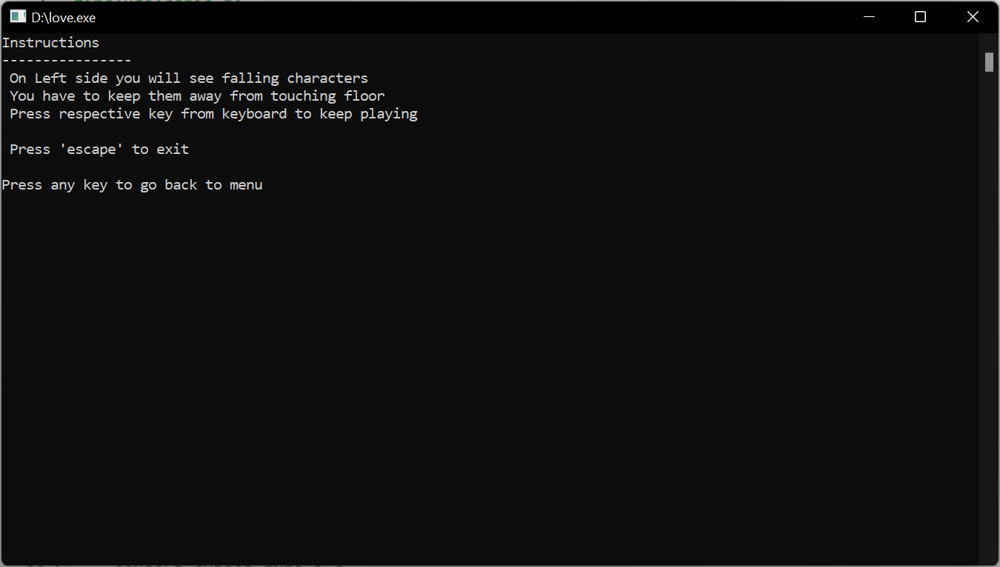 D:\love.exe
Instructions
----------------
On Left side you will see falling characters
You have to keep them away from touching floor
Press respective key from keyboard to keep playing
Press 'escape' to exit
Press any key to go back to menu